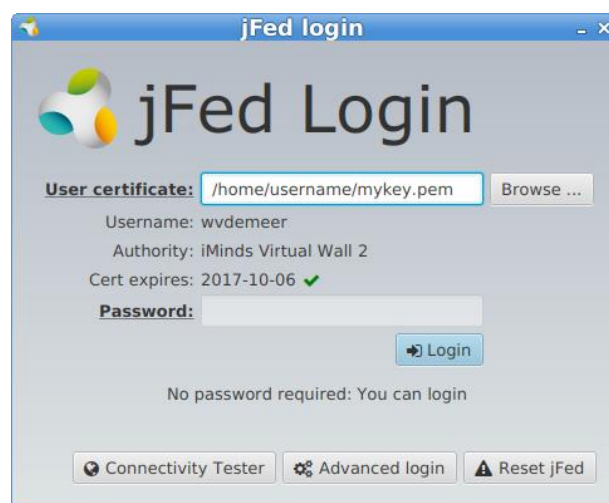 jFed login
jFed Login
User certificate: /home/username/mykey.pem Browse ...
Username: wvdemeer
Authority: iMinds Virtual Wall 2
Cert expires: 2017-10-06
Password:
Login
No password required: You can login
Connectivity Tester Advanced login Reset jFed